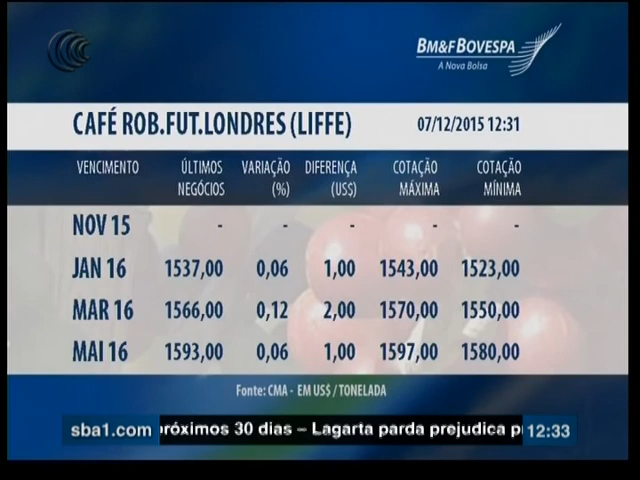 BM&FBOVESPA
A Nova Bolsa
CAFÉ ROB.FUT.LONDRES (LIFFE) 07/12/2015 12:31
VENCIMENTO ÚLTIMOS NEGÓCIOS VARIAÇÃO (%) DIFERENÇA (US$) COTAÇÃO MÁXIMA COTAÇÃO MÍNIMA
NOV 15 - - - - -
JAN 16 1537,00 0,06 1,00 1543,00 1523,00
MAR 16 1566,00 0,12 2,00 1570,00 1550,00
MAI 16 1593,00 0,06 1,00 1597,00 1580,00
Fonte: CMA - EM US$ / TONELADA
sba1.com próximos 30 dias – Lagarta parda prejudica 12:33